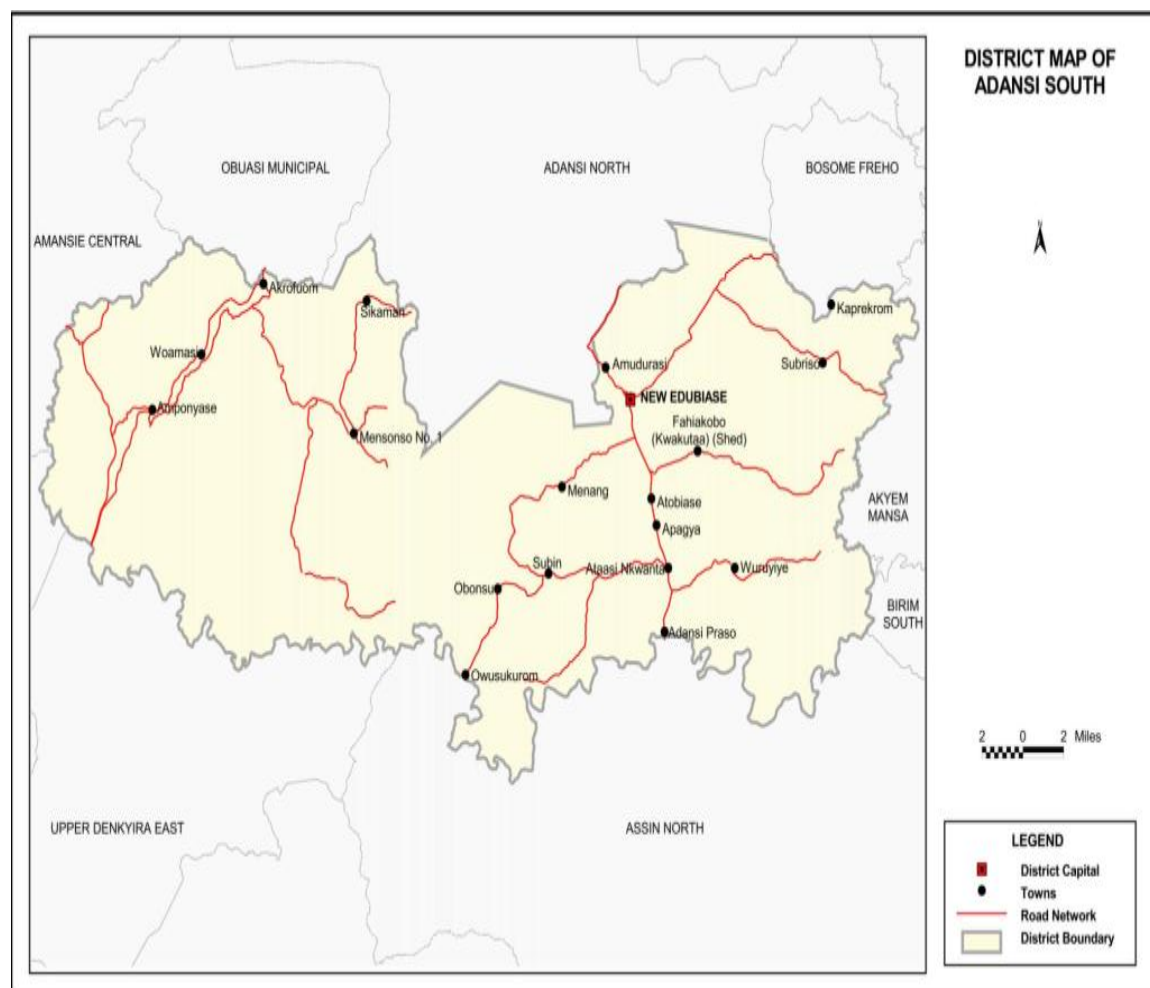 DISTRICT MAP OF
ADANSI SOUTH
N
OBUASI MUNICIPAL
ADANSI NORTH
BOSOME FREHO
AMANSIE CENTRAL
Akrofuom
Sikaman
Kaprekrom
Woamasi
Amudurasi
Subriso
NEW EDUBIASE
Amponyase
Fahiakobo
(Kwakutaa) (Shed)
Mensonso No. 1
Menang
Atobiase
AKYEM
MANSA
Apagya
Subin
Ataasi Nkwanta
Wuruyiye
Obonsu
BIRIM
SOUTH
Adansi Praso
Owusukurom
2 0 2 Miles
UPPER DENKYIRA EAST
ASSIN NORTH
LEGEND
District Capital
Towns
Road Network
District Boundary